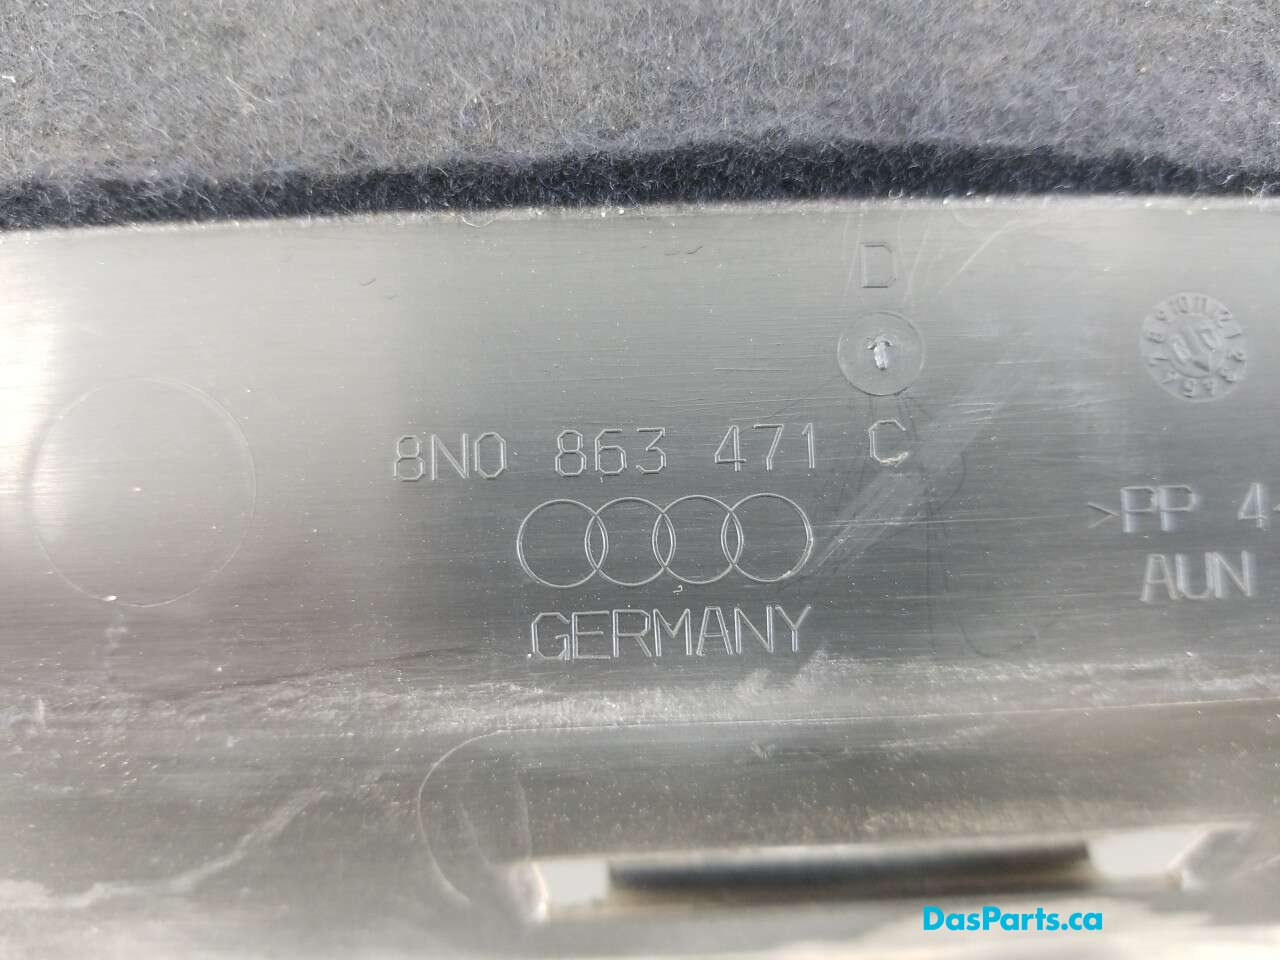 D
8N0 863 471 C
GERMANY
>PP 4
AUN
DasParts.ca